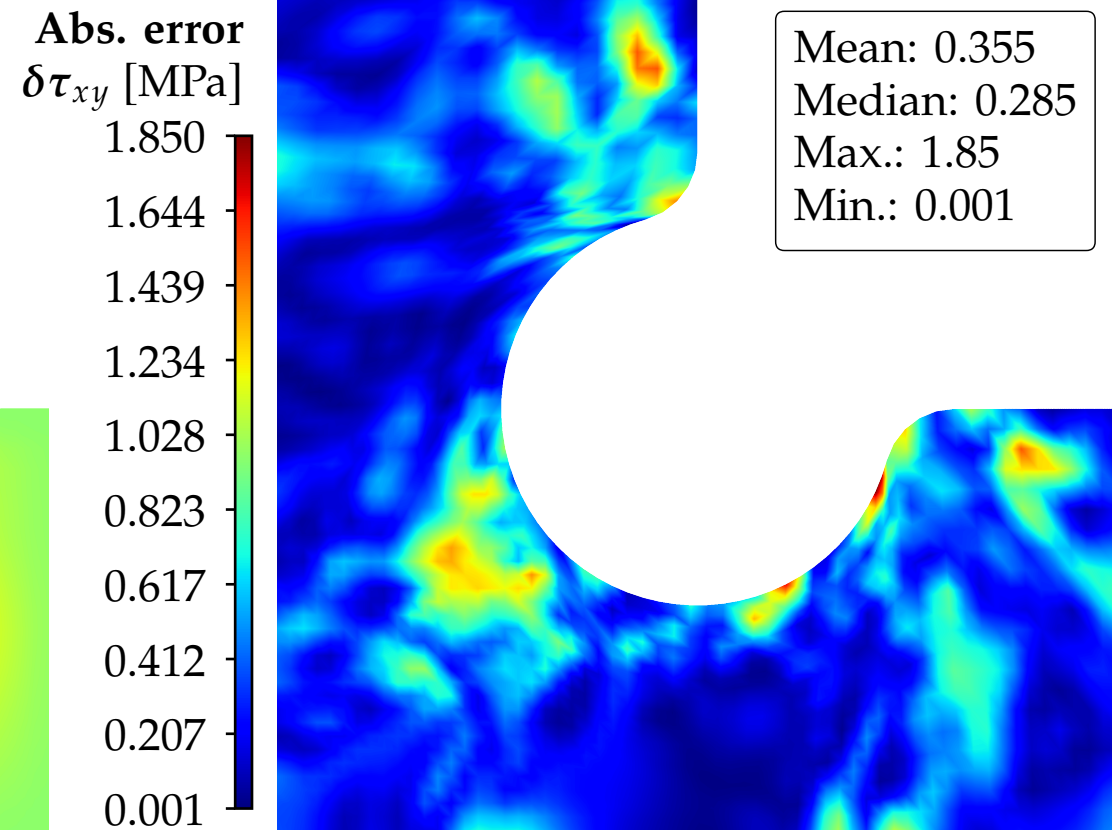 Abs. error
δτxy [MPa]
1.850
1.644
1.439
1.234
1.028
0.823
0.617
0.412
0.207
0.001
Mean: 0.355
Median: 0.285
Max.: 1.85
Min.: 0.001